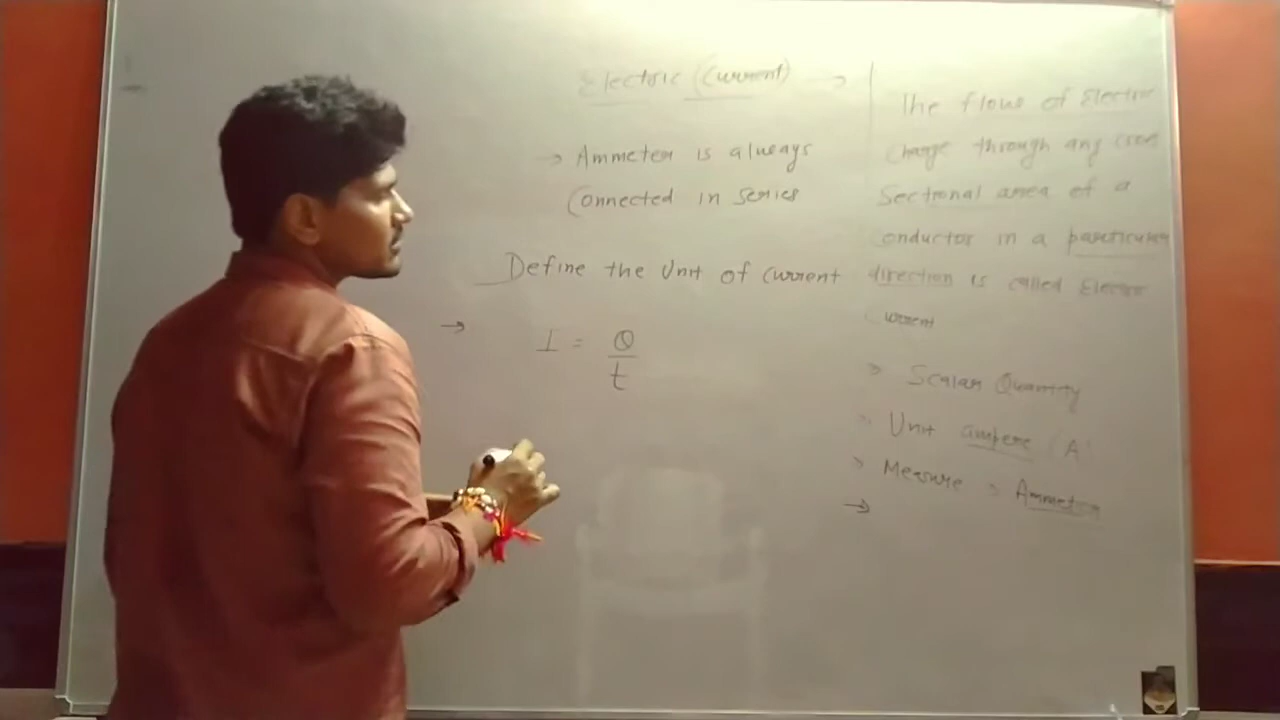 Electric (Current) →
→ Ammeter is always
Connected in series
Define the Unit of Current
→ I = Q
t
The flow of Electric
charge through any cross
Sectional area of a
conductor in a particular
direction is called Electric
current
→ Scalar Quantity
→ Unit ampere (A)
→ Measure → Ammeter
→